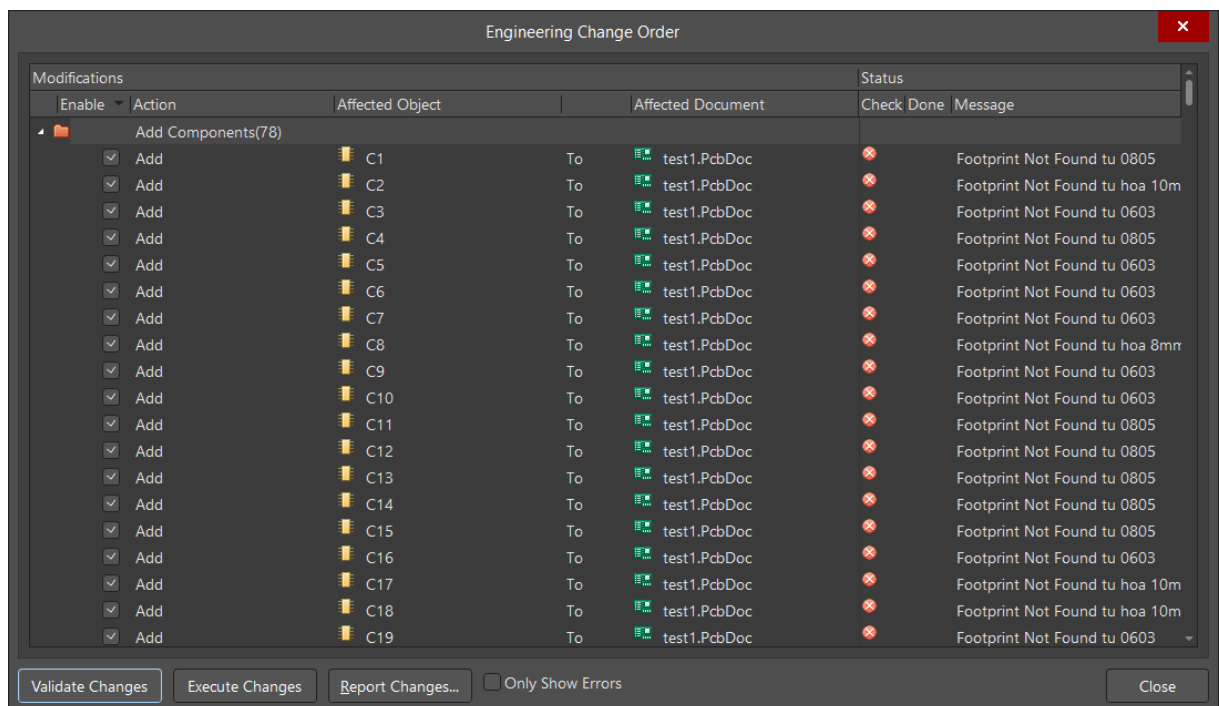 Engineering Change Order
Modifications Status
Enable Action Affected Object Affected Document Check Done Message
Add Components(78)
Add C1 To test1.PcbDoc Footprint Not Found tu 0805
Add C2 To test1.PcbDoc Footprint Not Found tu hoa 10m
Add C3 To test1.PcbDoc Footprint Not Found tu 0603
Add C4 To test1.PcbDoc Footprint Not Found tu 0805
Add C5 To test1.PcbDoc Footprint Not Found tu 0603
Add C6 To test1.PcbDoc Footprint Not Found tu 0603
Add C7 To test1.PcbDoc Footprint Not Found tu 0603
Add C8 To test1.PcbDoc Footprint Not Found tu hoa 8mm
Add C9 To test1.PcbDoc Footprint Not Found tu 0603
Add C10 To test1.PcbDoc Footprint Not Found tu 0603
Add C11 To test1.PcbDoc Footprint Not Found tu 0805
Add C12 To test1.PcbDoc Footprint Not Found tu 0805
Add C13 To test1.PcbDoc Footprint Not Found tu 0805
Add C14 To test1.PcbDoc Footprint Not Found tu 0805
Add C15 To test1.PcbDoc Footprint Not Found tu 0805
Add C16 To test1.PcbDoc Footprint Not Found tu 0603
Add C17 To test1.PcbDoc Footprint Not Found tu hoa 10m
Add C18 To test1.PcbDoc Footprint Not Found tu hoa 10m
Add C19 To test1.PcbDoc Footprint Not Found tu 0603
Validate Changes Execute Changes Report Changes... Only Show Errors Close